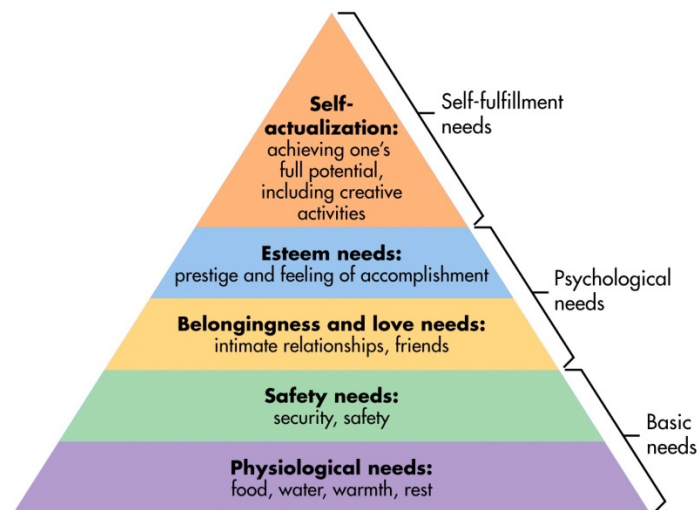 Self-
actualization:
achieving one's
full potential,
including creative
activities
Esteem needs:
prestige and feeling of accomplishment
Belongingness and love needs:
intimate relationships, friends
Safety needs:
security, safety
Physiological needs:
food, water, warmth, rest
Self-fulfillment
needs
Psychological
needs
Basic
needs